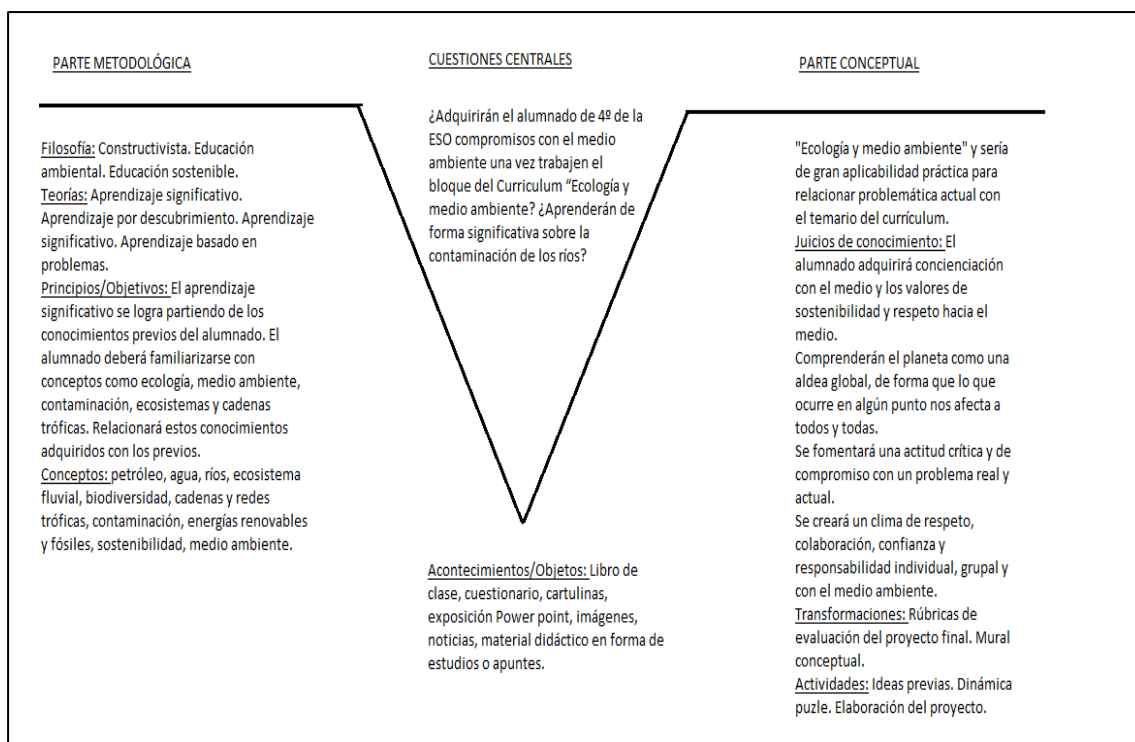 PARTE METODOLÓGICA
Filosofía: Constructivista. Educación
ambiental. Educación sostenible.
Teorías: Aprendizaje significativo.
Aprendizaje por descubrimiento. Aprendizaje
significativo. Aprendizaje basado en
problemas.
Principios/Objetivos: El aprendizaje
significativo se logra partiendo de los
conocimientos previos del alumnado. El
alumnado deberá familiarizarse con
conceptos como ecología, medio ambiente,
contaminación, ecosistemas y cadenas
tróficas. Relacionará estos conocimientos
adquiridos con los previos.
Conceptos: petróleo, agua, ríos, ecosistema
fluvial, biodiversidad, cadenas y redes
tróficas, contaminación, energías renovables
y fósiles, sostenibilidad, medio ambiente.
CUESTIONES CENTRALES
¿Adquirirán el alumnado de 4º de la
ESO compromisos con el medio
ambiente una vez trabajen el
bloque del Curriculum “Ecología y
medio ambiente? ¿Aprenderán de
forma significativa sobre la
contaminación de los ríos?
Acontecimientos/Objetos: Libro de
clase, cuestionario, cartulinas,
exposición Power point, imágenes,
noticias, material didáctico en forma de
estudios o apuntes.
PARTE CONCEPTUAL
"Ecología y medio ambiente" y sería
de gran aplicabilidad práctica para
relacionar problemática actual con
el temario del currículum.
Juicios de conocimiento: El
alumnado adquirirá concienciación
con el medio y los valores de
sostenibilidad y respeto hacia el
medio.
Comprenderán el planeta como una
aldea global, de forma que lo que
ocurre en algún punto nos afecta a
todos y todas.
Se fomentará una actitud crítica y de
compromiso con un problema real y
actual.
Se creará un clima de respeto,
colaboración, confianza y
responsabilidad individual, grupal y
con el medio ambiente.
Transformaciones: Rúbricas de
evaluación del proyecto final. Mural
conceptual.
Actividades: Ideas previas. Dinámica
puzle. Elaboración del proyecto.